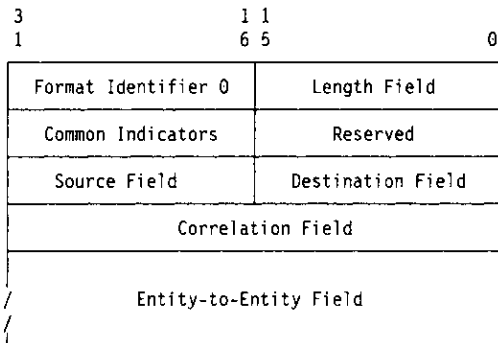 3 1 1
1 6 5 0
Format Identifier 0 Length Field
Common Indicators Reserved
Source Field Destination Field
Correlation Field
Entity-to-Entity Field